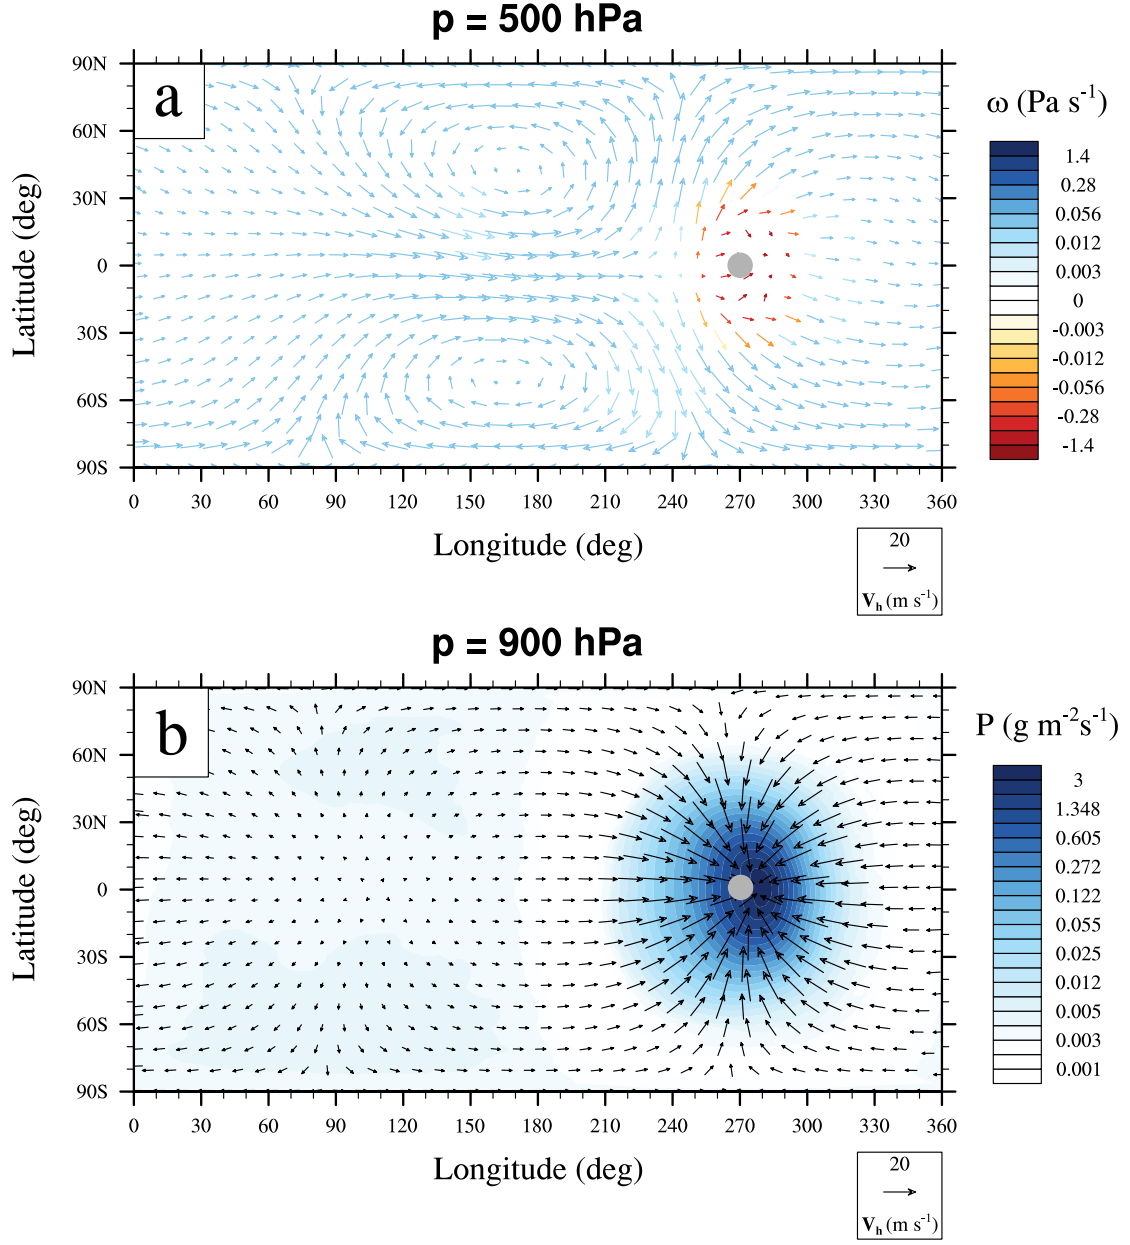 p = 500 hPa
a
90N
60N
30N
0
30S
60S
90S
Latitude (deg)
0 30 60 90 120 150 180 210 240 270 300 330 360
Longitude (deg)
ω (Pa s⁻¹)
1.4
0.28
0.056
0.012
0.003
0
-0.003
-0.012
-0.056
-0.28
-1.4
20
Vₕ (m s⁻¹)
p = 900 hPa
b
90N
60N
30N
0
30S
60S
90S
Latitude (deg)
0 30 60 90 120 150 180 210 240 270 300 330 360
Longitude (deg)
P (g m⁻²s⁻¹)
3
1.348
0.605
0.272
0.122
0.055
0.025
0.012
0.005
0.003
0.001
20
Vₕ (m s⁻¹)